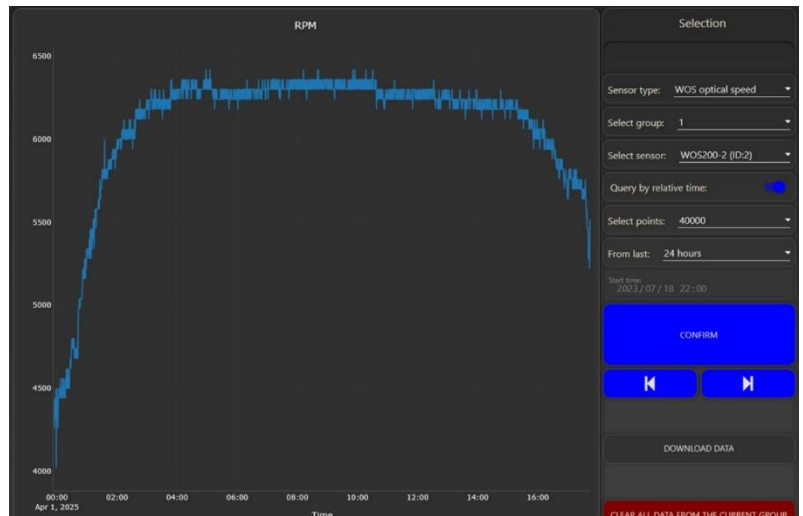 RPM
6500
6000
5500
5000
4500
4000
00:00 02:00 04:00 06:00 08:00 10:00 12:00 14:00 16:00
Apr 1, 2025
Time
Selection
Sensor type: WOS optical speed
Select group: 1
Select sensor: WOS200-2 (ID:2)
Query by relative time:
Select points: 40000
From last: 24 hours
Start time:
2023/07/18 22:00
CONFIRM
DOWNLOAD DATA
CLEAR ALL DATA FROM THE CURRENT GROUP